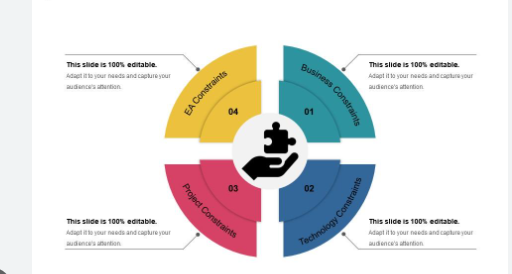 This slide is 100% editable.
Adapt it to your needs and capture your
audience's attention.
EA Constraints
04
Business Constraints
01
This slide is 100% editable.
Adapt it to your needs and capture your
audience's attention.
This slide is 100% editable.
Adapt it to your needs and capture your
audience's attention.
Project Constraints
03
Technology Constraints
02
This slide is 100% editable.
Adapt it to your needs and capture your
audience's attention.